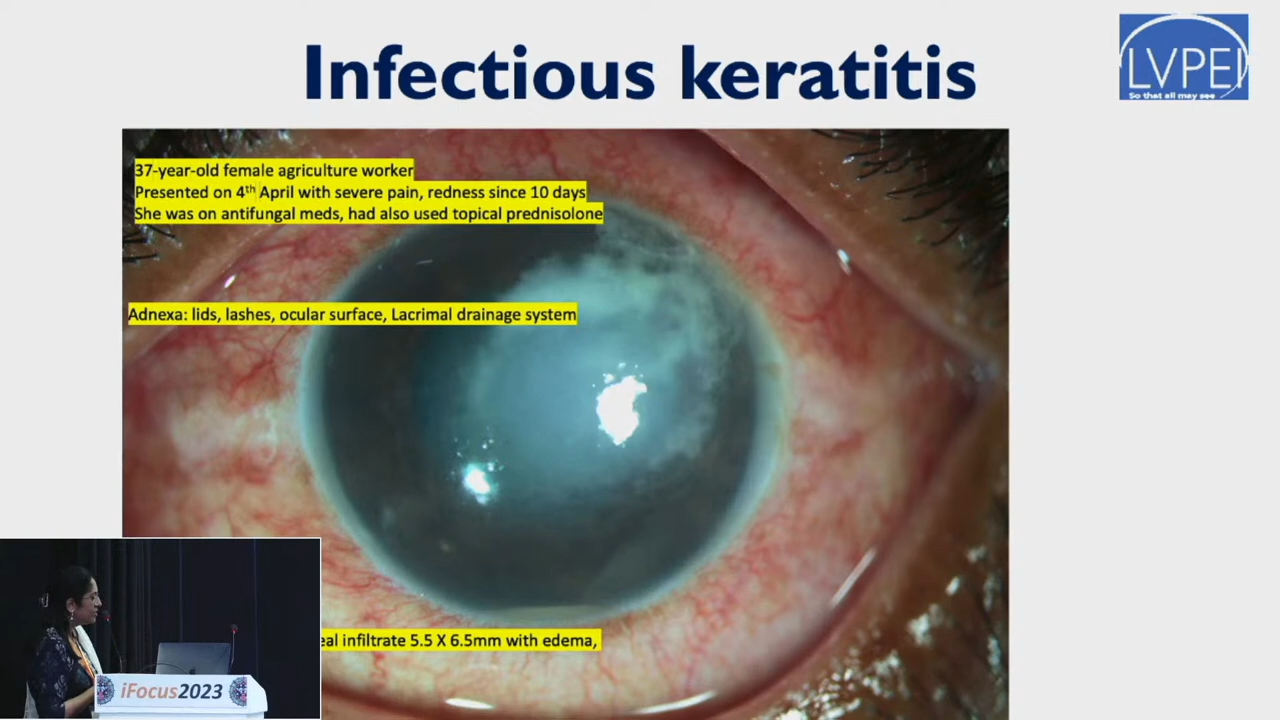 Infectious keratitis
LVPEI
So that all may see
37-year-old female agriculture worker
Presented on 4th April with severe pain, redness since 10 days
She was on antifungal meds, had also used topical prednisolone
Adnexa: lids, lashes, ocular surface, Lacrimal drainage system
infiltrate 5.5 X 6.5mm with edema,
iFocus2023